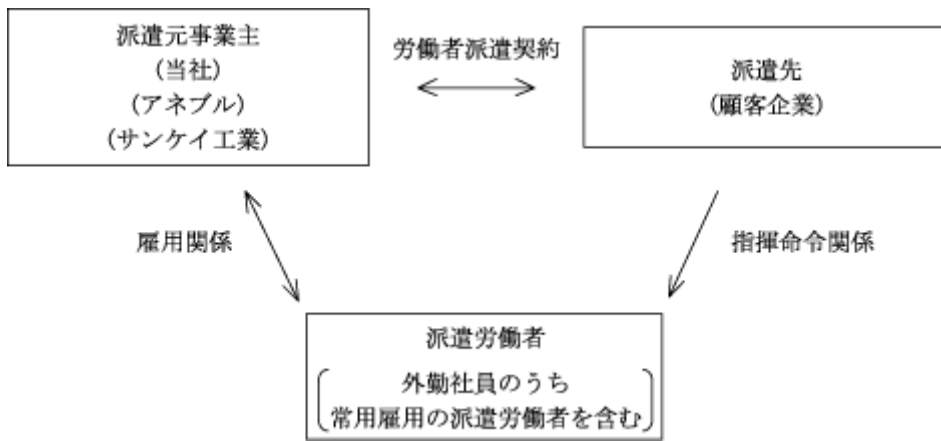 派遣元事業主
(当社)
(アネブル)
(サンケイ工業)
労働者派遣契約
派遣先
(顧客企業)
雇用関係
指揮命令関係
派遣労働者
外勤社員のうち
常用雇用の派遣労働者を含む